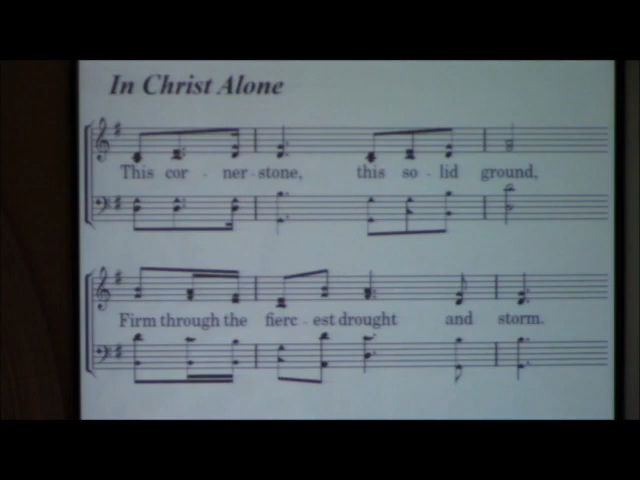 In Christ Alone
This cor - ner - stone, this so - lid ground,
Firm through the fierc - est drought and storm.